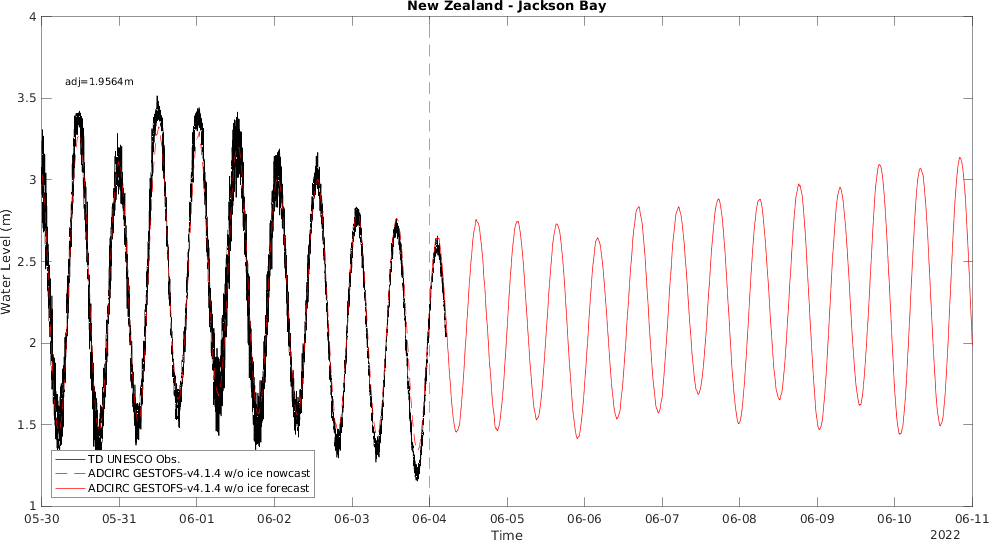 New Zealand - Jackson Bay
adj=1.9564m
Water Level (m)
4
3.5
3
2.5
2
1.5
1
TD UNESCO Obs.
ADCIRC GESTOFS-v4.1.4 w/o ice nowcast
ADCIRC GESTOFS-v4.1.4 w/o ice forecast
05-30 05-31 06-01 06-02 06-03 06-04 06-05 06-06 06-07 06-08 06-09 06-10 06-11
Time
2022